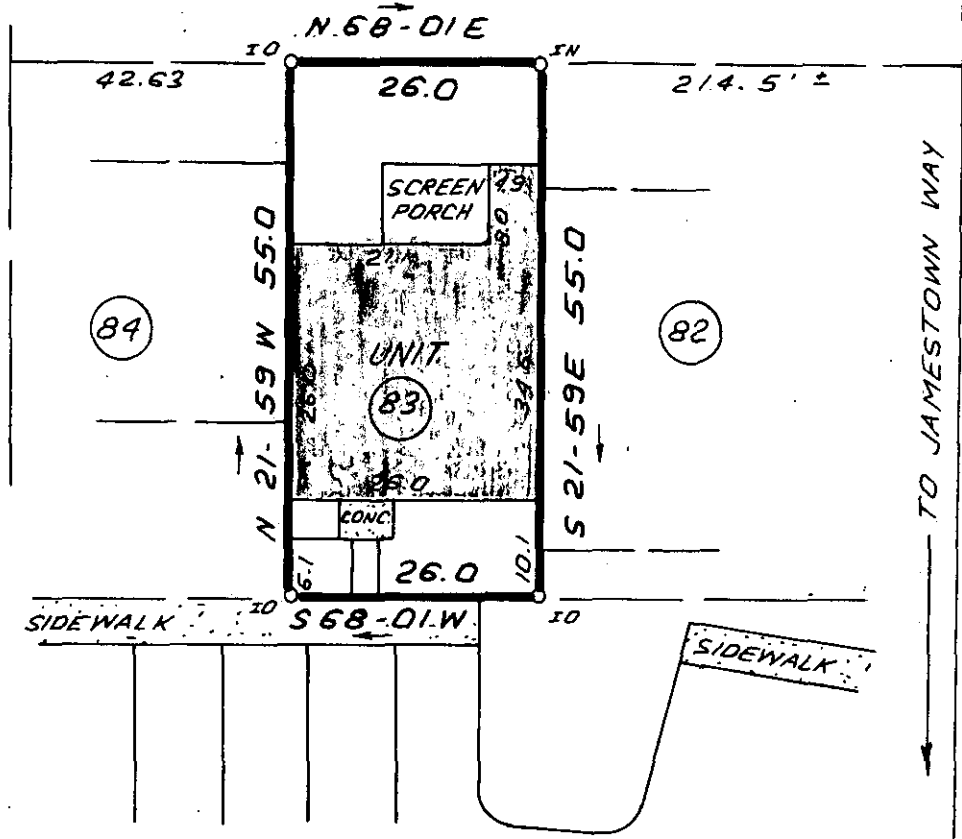 N.68-01 E
IO
IN
42.63
26.0
214.5' ±
SCREEN
PORCH
4.9
8.0
N 21-59 W 55.0
S 21-59E 55.0
84
82
UNIT
83
34.8
26.0
CONC
6.1
26.0
10.1
IO
S 68-01.W
IO
SIDEWALK
SIDEWALK
TO JAMESTOWN WAY